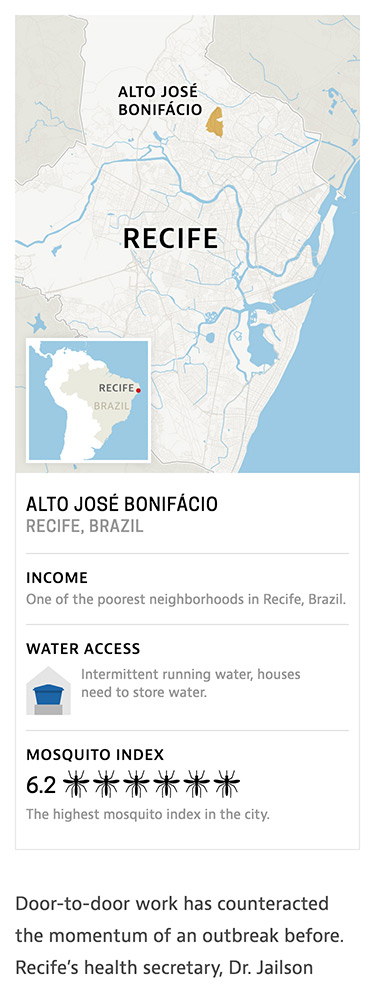 ALTO JOSÉ
BONIFÁCIO
RECIFE
RECIFE
BRAZIL
ALTO JOSÉ BONIFÁCIO
RECIFE, BRAZIL
INCOME
One of the poorest neighborhoods in Recife, Brazil.
WATER ACCESS
Intermittent running water, houses
need to store water.
MOSQUITO INDEX
6.2
The highest mosquito index in the city.
Door-to-door work has counteracted
the momentum of an outbreak before.
Recife’s health secretary, Dr. Jailson